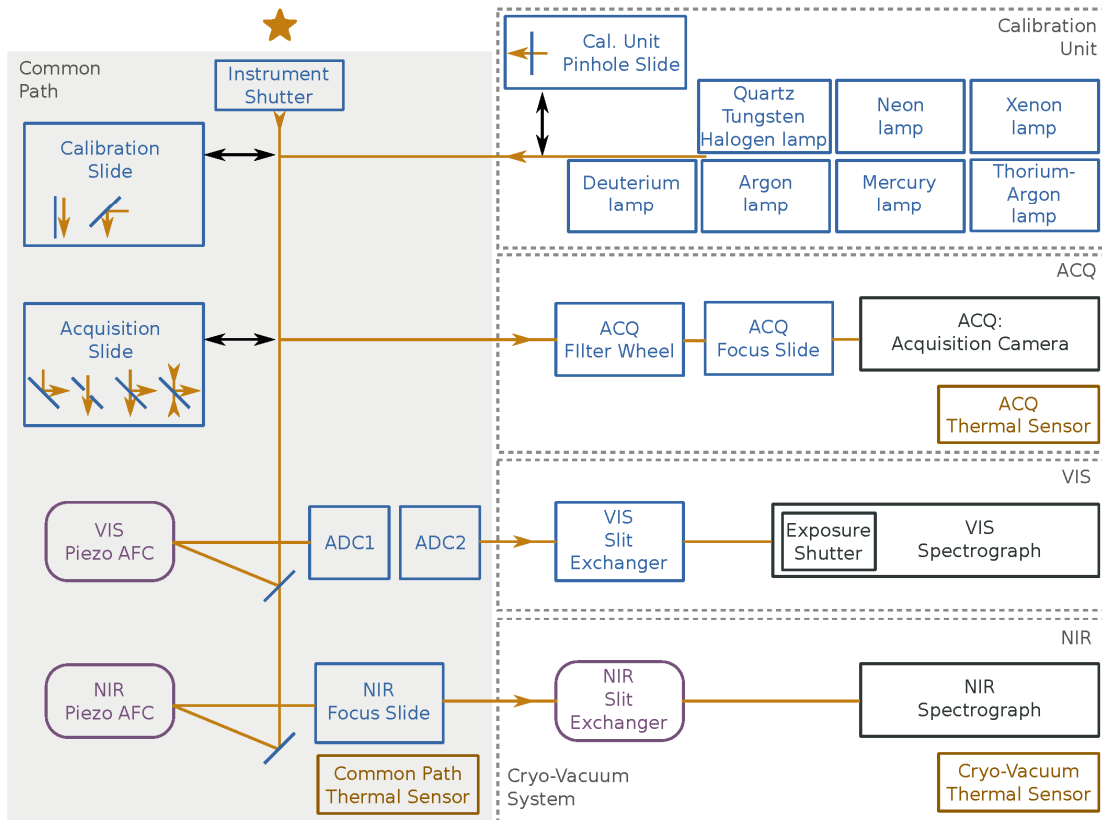 Common
Path
Instrument
Shutter
Calibration
Slide
Acquisition
Slide
VIS
Piezo AFC
ADC1
ADC2
NIR
Piezo AFC
NIR
Focus Slide
Common Path
Thermal Sensor
Calibration
Unit
Cal. Unit
Pinhole Slide
Quartz
Tungsten
Halogen lamp
Neon
lamp
Xenon
lamp
Deuterium
lamp
Argon
lamp
Mercury
lamp
Thorium-
Argon
lamp
ACQ
ACQ
FIlter Wheel
ACQ
Focus Slide
ACQ:
Acquisition Camera
ACQ
Thermal Sensor
VIS
VIS
Slit
Exchanger
Exposure
Shutter
VIS
Spectrograph
NIR
NIR
Slit
Exchanger
NIR
Spectrograph
Cryo-Vacuum
System
Cryo-Vacuum
Thermal Sensor